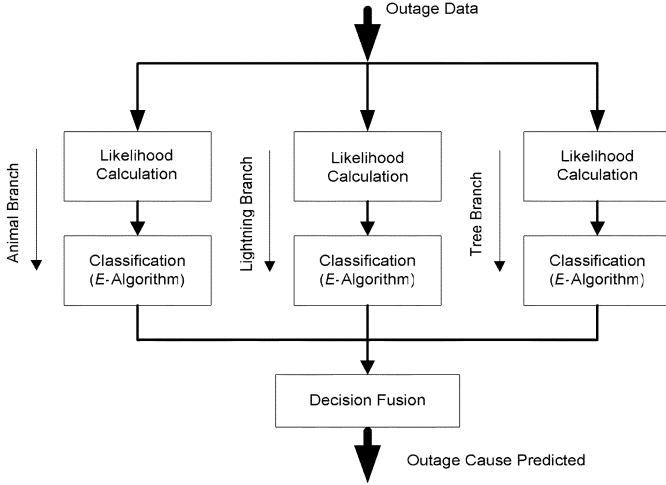 Outage Data
Animal Branch
Likelihood
Calculation
Classification
(E-Algorithm)
Lightning Branch
Likelihood
Calculation
Classification
(E-Algorithm)
Tree Branch
Likelihood
Calculation
Classification
(E-Algorithm)
Decision Fusion
Outage Cause Predicted